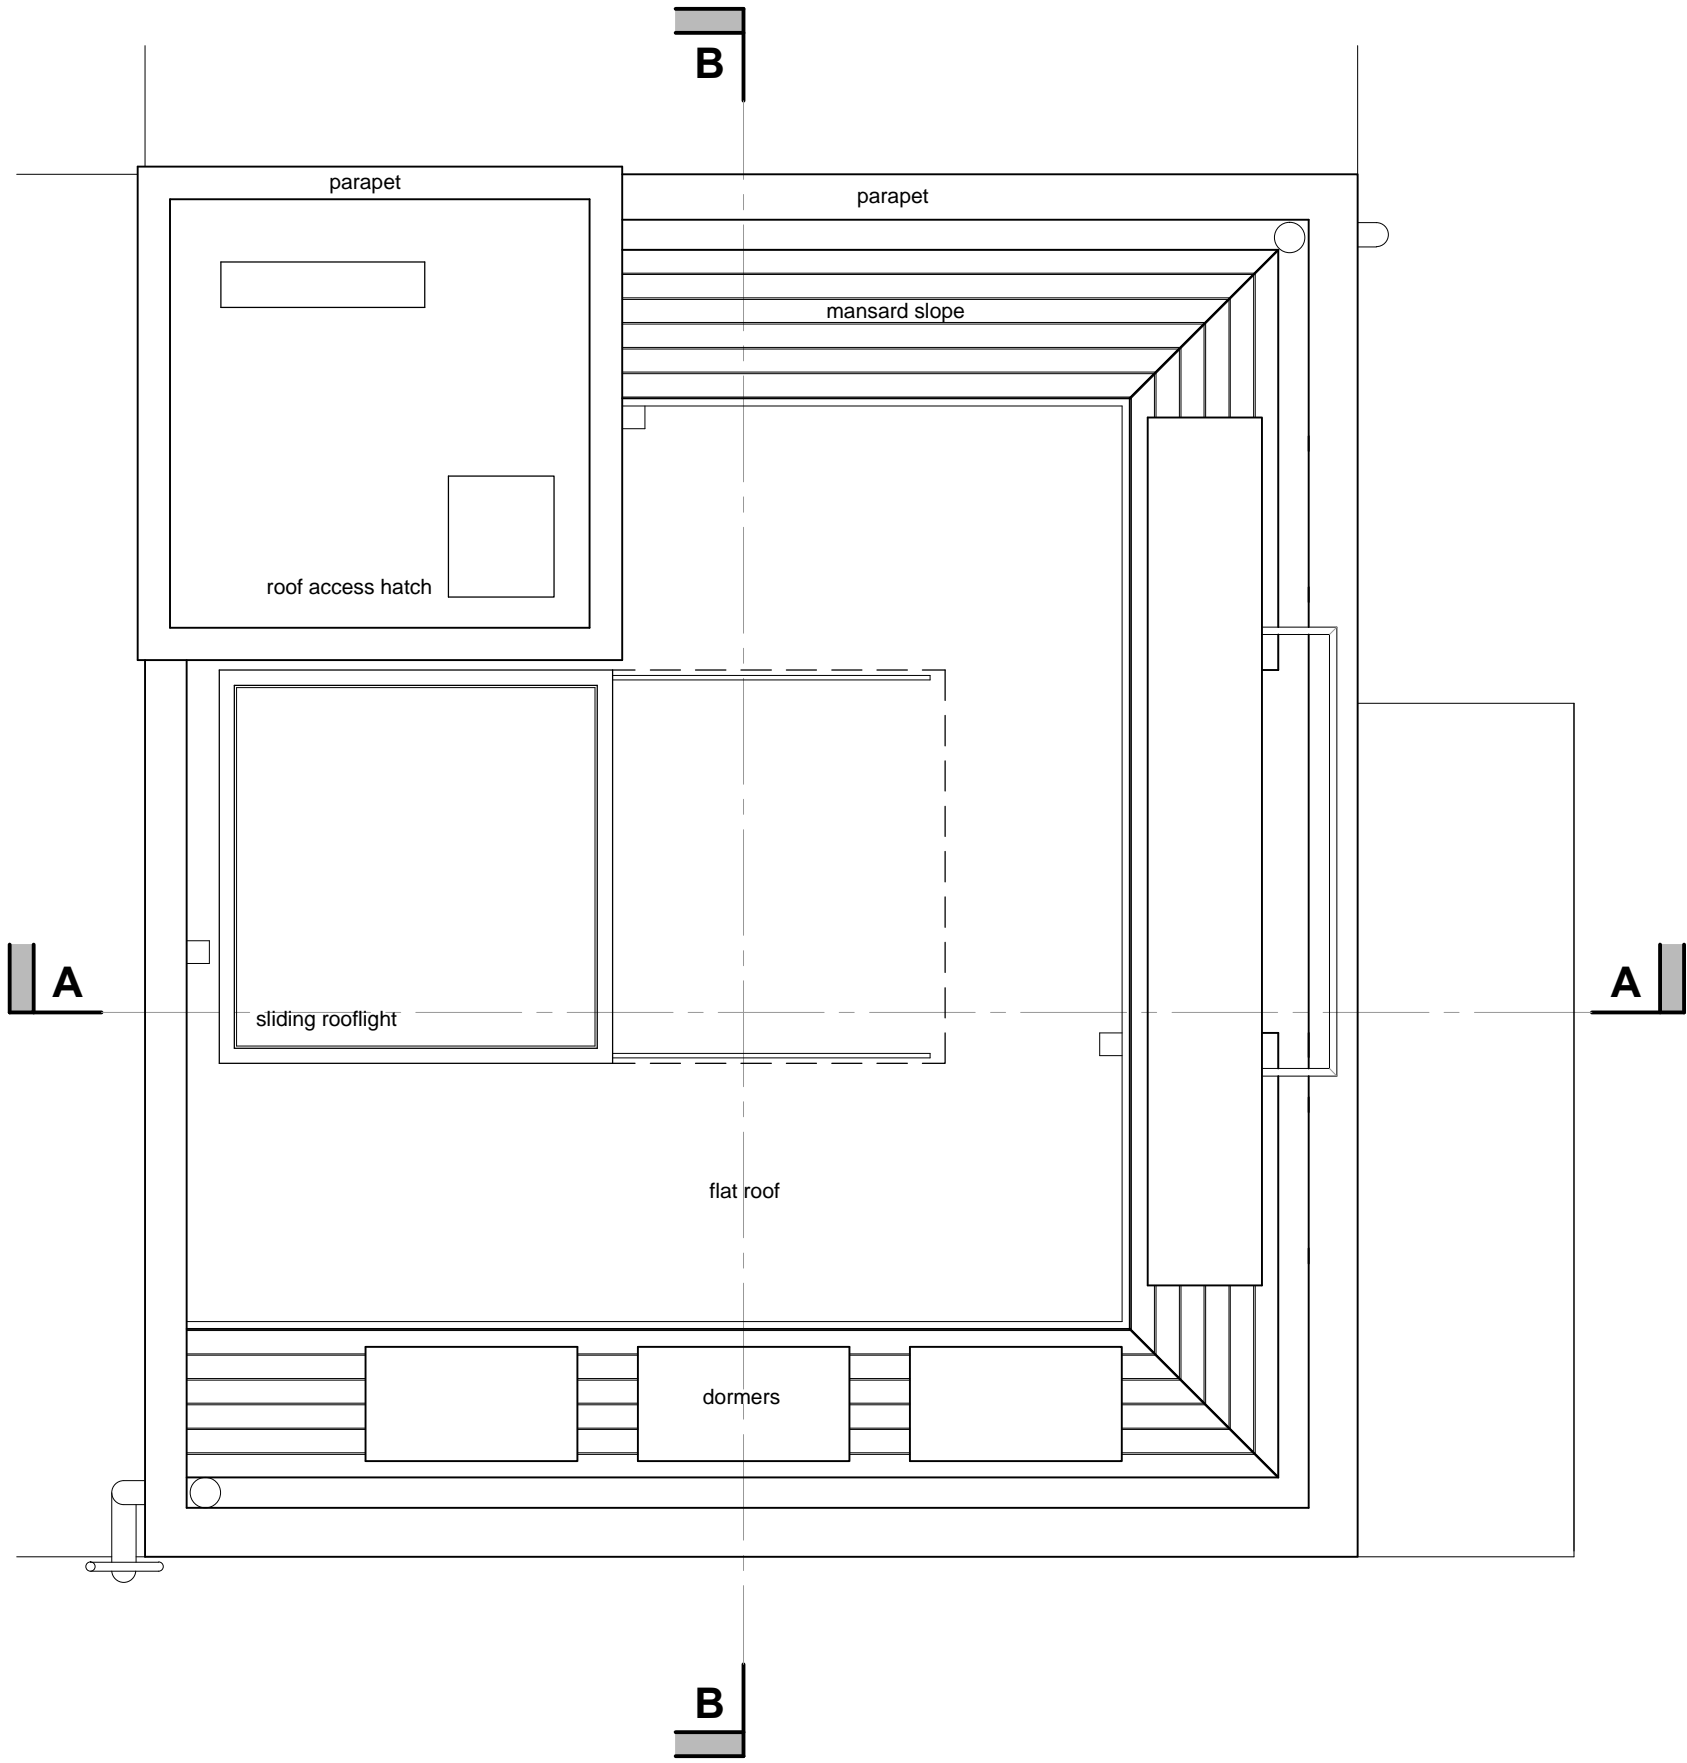 B
parapet
parapet
mansard slope
roof access hatch
A
A
sliding rooflight
flat roof
dormers
B